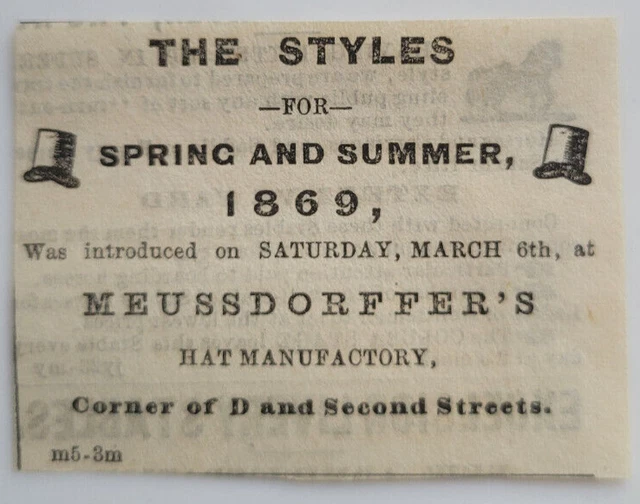 THE STYLES
—FOR—
SPRING AND SUMMER,
1869,
Was introduced on SATURDAY, MARCH 6th, at
MEUSSDORFFER'S
HAT MANUFACTORY,
Corner of D and Second Streets.
m5-3m